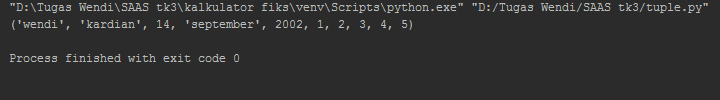 "D:\Tugas Wendi\SAAS tk3\kalkulator fiks\venv\Scripts\python.exe" "D:/Tugas Wendi/SAAS tk3/tuple.py"
('wendi', 'kardian', 14, 'september', 2002, 1, 2, 3, 4, 5)
Process finished with exit code 0